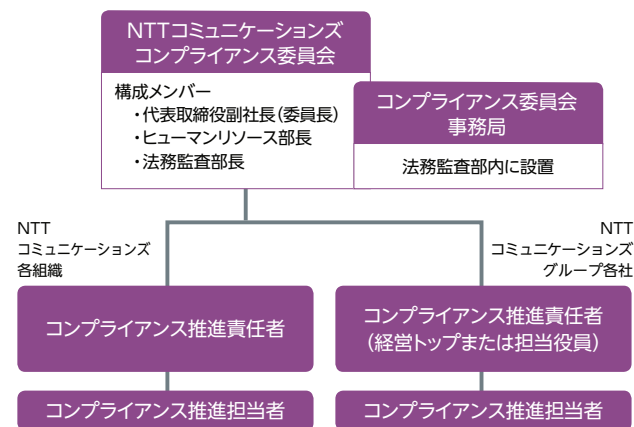 NTTコミュニケーションズ
コンプライアンス委員会
構成メンバー
・代表取締役副社長(委員長)
・ヒューマンリソース部長
・法務監査部長
コンプライアンス委員会
事務局
法務監査部内に設置
NTT
コミュニケーションズ
各組織
NTT
コミュニケーションズ
グループ各社
コンプライアンス推進責任者
コンプライアンス推進責任者
(経営トップまたは担当役員)
コンプライアンス推進担当者
コンプライアンス推進担当者